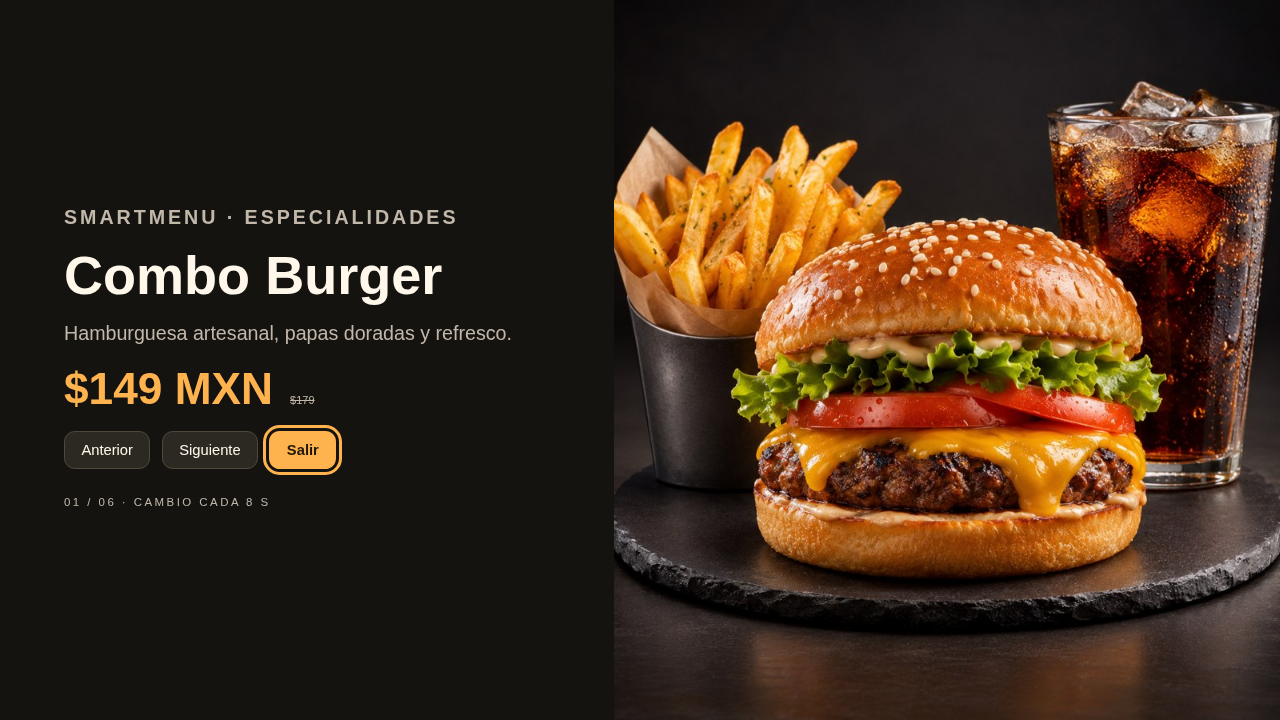 SMARTMENU · ESPECIALIDADES
Combo Burger
Hamburguesa artesanal, papas doradas y refresco.
$149 MXN $179
Anterior Siguiente Salir
01 / 06 · CAMBIO CADA 8 S